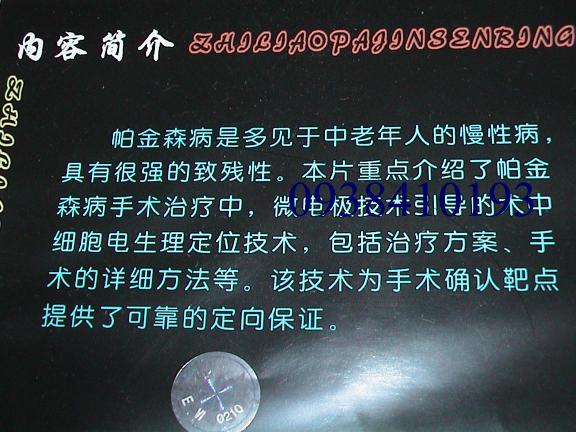 内容简介
ZHILIAOPAJINSENBING
帕金森病是多见于中老年人的慢性病，
具有很强的致残性。本片重点介绍了帕金
森病手术治疗中，微电极技术引导的术中
0938410193
细胞电生理定位技术，包括治疗方案、手
术的详细方法等。该技术为手术确认靶点
提供了可靠的定向保证。
0210